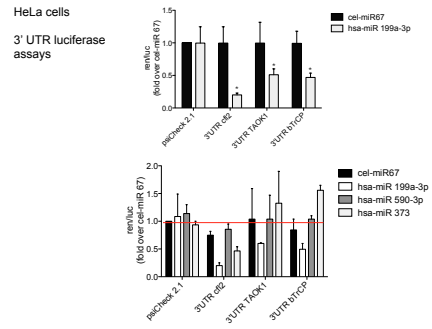 HeLa cells
3' UTR luciferase
assays
ren/luc
(fold over cel-miR 67)
1.5
1.0
0.5
0.0
*
*
*
psiCheck 2.1
3'UTR cfl2
3'UTR TAOK1
3'UTR bTrCP
cel-miR67
hsa-miR 199a-3p
ren/luc
(fold over cel-miR 67)
2.0
1.5
1.0
0.5
0.0
psiCheck 2.1
3'UTR cfl2
3'UTR TAOK1
3'UTR bTrCP
cel-miR67
hsa-miR 199a-3p
hsa-miR 590-3p
hsa-miR 373